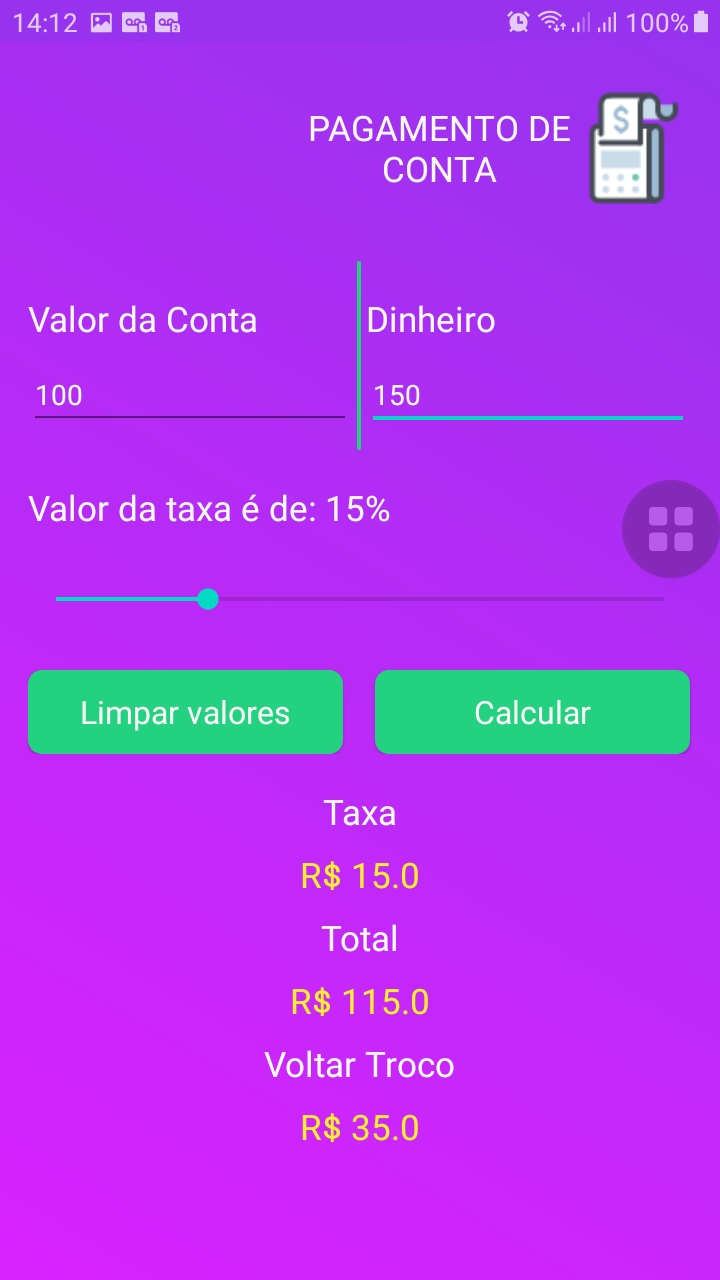 14:12 100%
PAGAMENTO DE
CONTA
$
Valor da Conta
Dinheiro
100
150
Valor da taxa é de: 15%
Limpar valores
Calcular
Taxa
R$ 15.0
Total
R$ 115.0
Voltar Troco
R$ 35.0